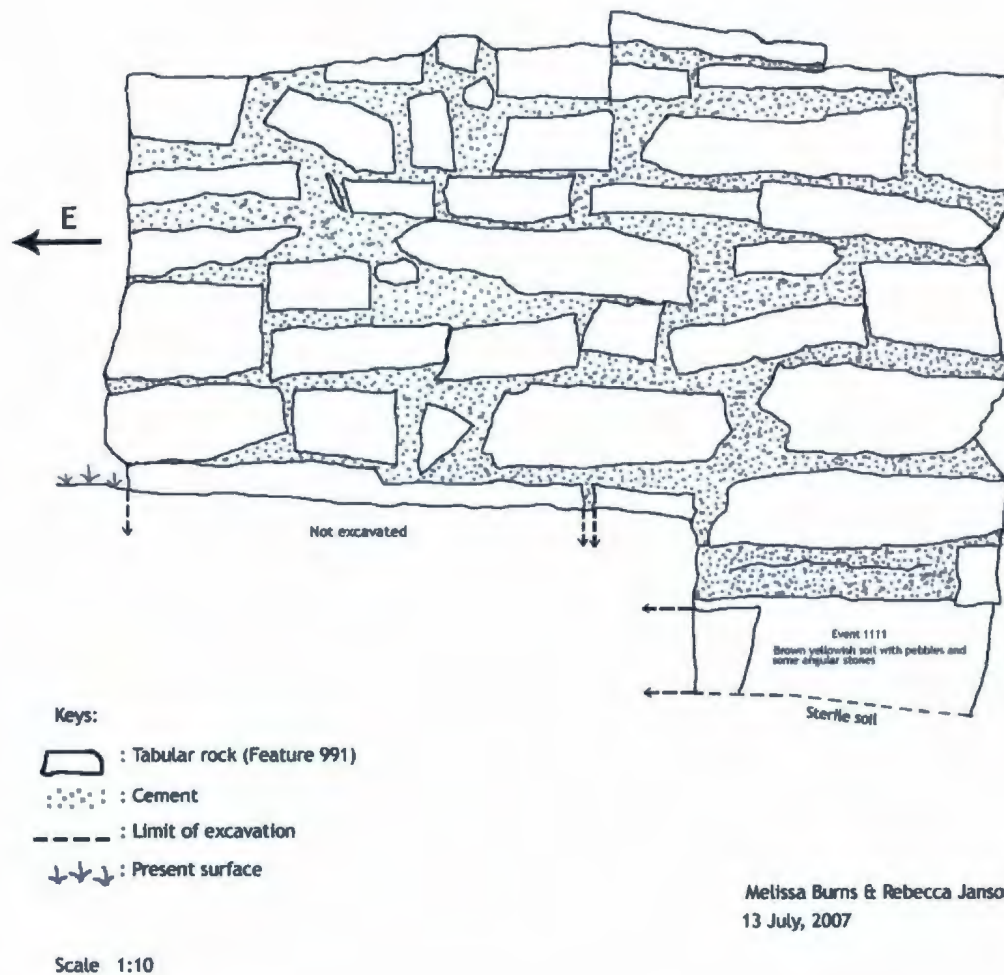 E
Not excavated
Event 1111
Brown yellowish soil with pebbles and
some angular stones
Sterile soil
Keys:
: Tabular rock (Feature 991)
: Cement
: Limit of excavation
: Present surface
Melissa Burns & Rebecca Janso
13 July, 2007
Scale 1:10